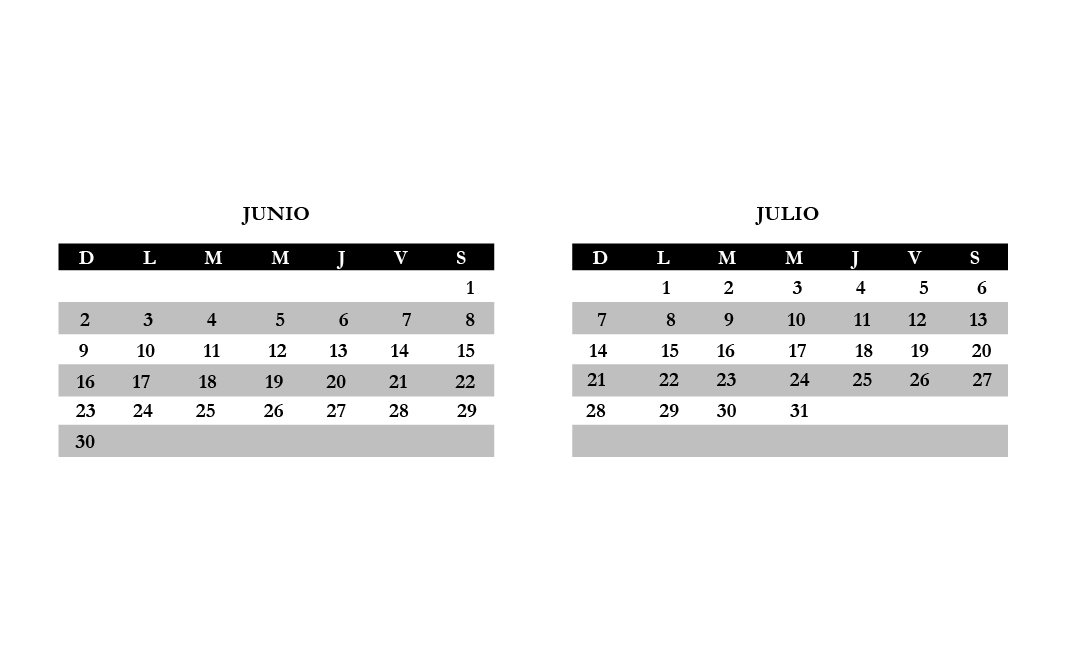 JUNIO
D L M M J V S
1
2 3 4 5 6 7 8
9 10 11 12 13 14 15
16 17 18 19 20 21 22
23 24 25 26 27 28 29
30
JULIO
D L M M J V S
1 2 3 4 5 6
7 8 9 10 11 12 13
14 15 16 17 18 19 20
21 22 23 24 25 26 27
28 29 30 31